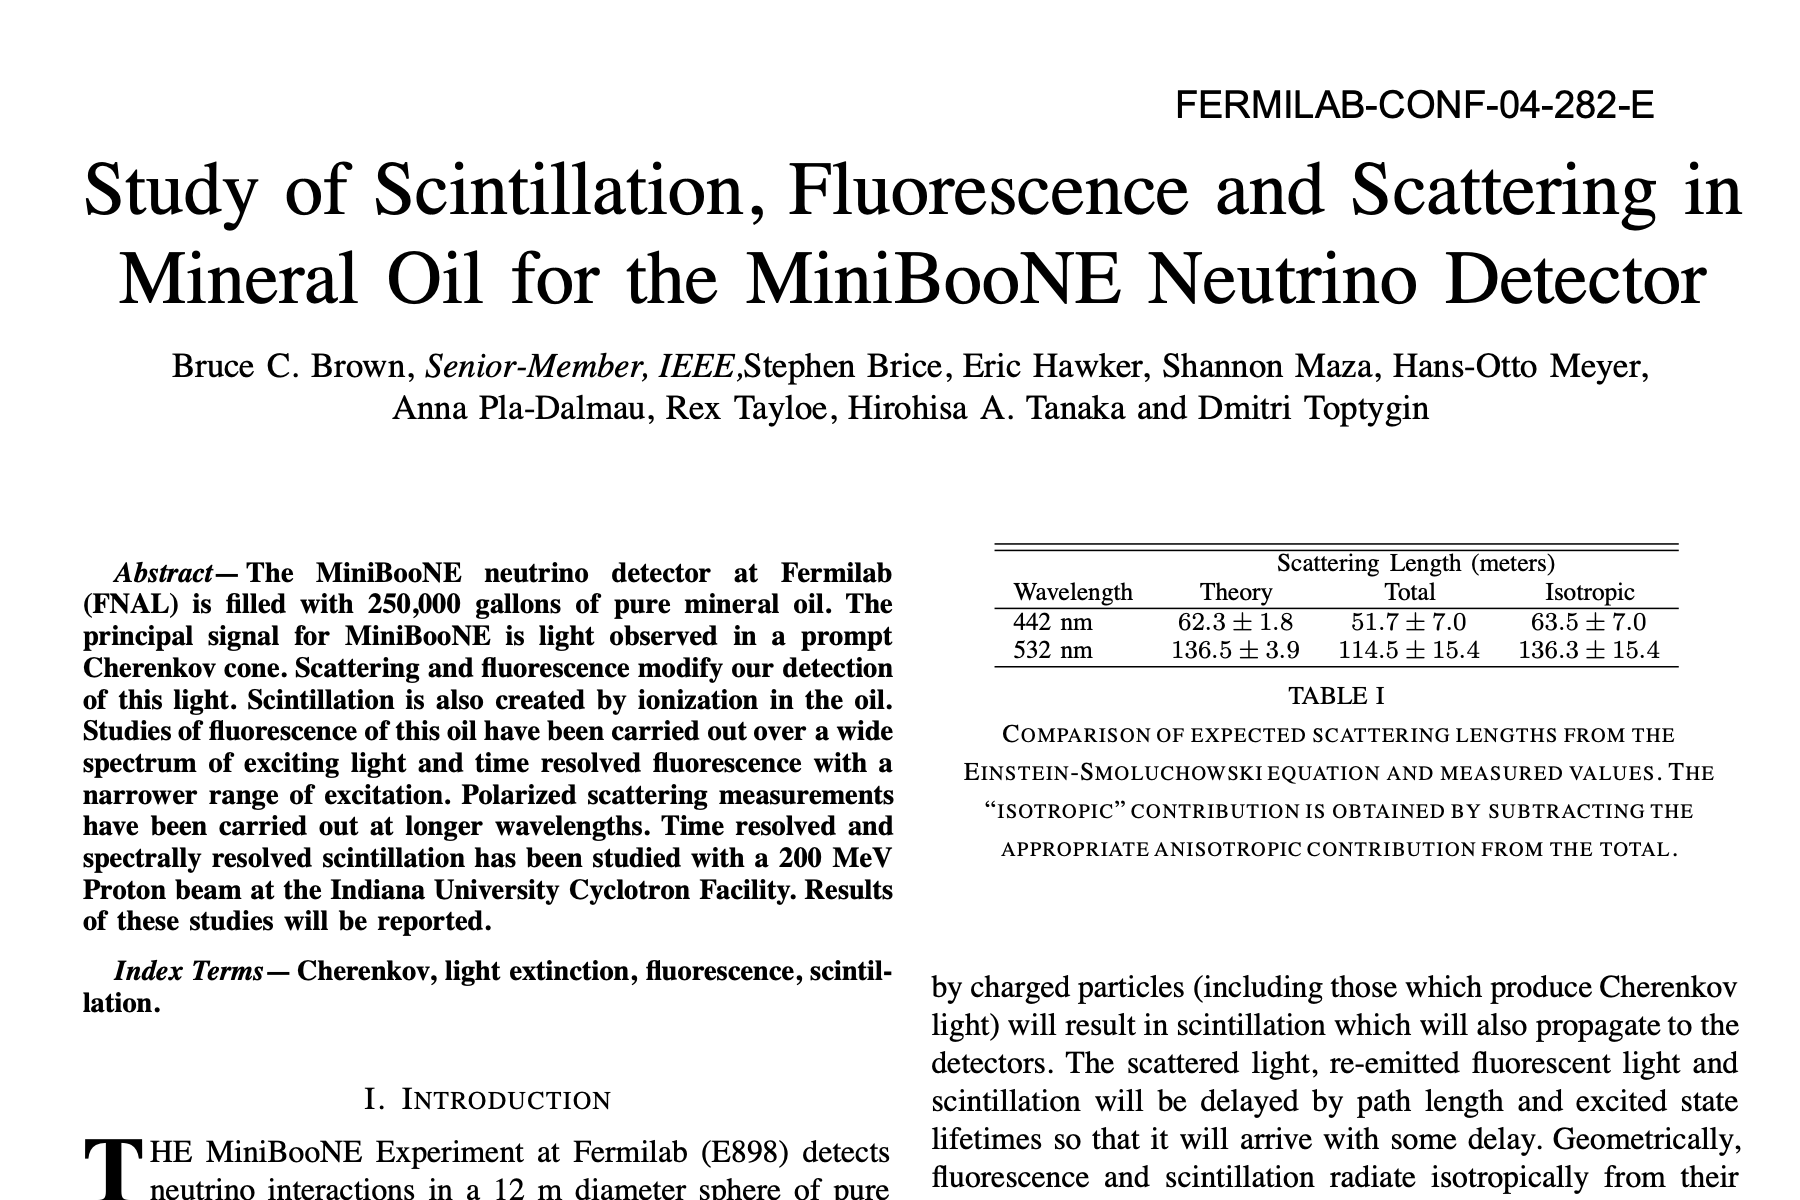 FERMILAB-CONF-04-282-E
Study of Scintillation, Fluorescence and Scattering in
Mineral Oil for the MiniBooNE Neutrino Detector
Bruce C. Brown, Senior-Member, IEEE,Stephen Brice, Eric Hawker, Shannon Maza, Hans-Otto Meyer,
Anna Pla-Dalmau, Rex Tayloe, Hirohisa A. Tanaka and Dmitri Toptygin
Abstract— The MiniBooNE neutrino detector at Fermilab
(FNAL) is filled with 250,000 gallons of pure mineral oil. The
principal signal for MiniBooNE is light observed in a prompt
Cherenkov cone. Scattering and fluorescence modify our detection
of this light. Scintillation is also created by ionization in the oil.
Studies of fluorescence of this oil have been carried out over a wide
spectrum of exciting light and time resolved fluorescence with a
narrower range of excitation. Polarized scattering measurements
have been carried out at longer wavelengths. Time resolved and
spectrally resolved scintillation has been studied with a 200 MeV
Proton beam at the Indiana University Cyclotron Facility. Results
of these studies will be reported.
Index Terms— Cherenkov, light extinction, fluorescence, scintil-
lation.
I. INTRODUCTION
THE MiniBooNE Experiment at Fermilab (E898) detects
neutrino interactions in a 12 m diameter sphere of pure
Scattering Length (meters)
Wavelength Theory Total Isotropic
442 nm 62.3 ± 1.8 51.7 ± 7.0 63.5 ± 7.0
532 nm 136.5 ± 3.9 114.5 ± 15.4 136.3 ± 15.4
TABLE I
COMPARISON OF EXPECTED SCATTERING LENGTHS FROM THE
EINSTEIN-SMOLUCHOWSKI EQUATION AND MEASURED VALUES. THE
“ISOTROPIC” CONTRIBUTION IS OBTAINED BY SUBTRACTING THE
APPROPRIATE ANISOTROPIC CONTRIBUTION FROM THE TOTAL.
by charged particles (including those which produce Cherenkov
light) will result in scintillation which will also propagate to the
detectors. The scattered light, re-emitted fluorescent light and
scintillation will be delayed by path length and excited state
lifetimes so that it will arrive with some delay. Geometrically,
fluorescence and scintillation radiate isotropically from their